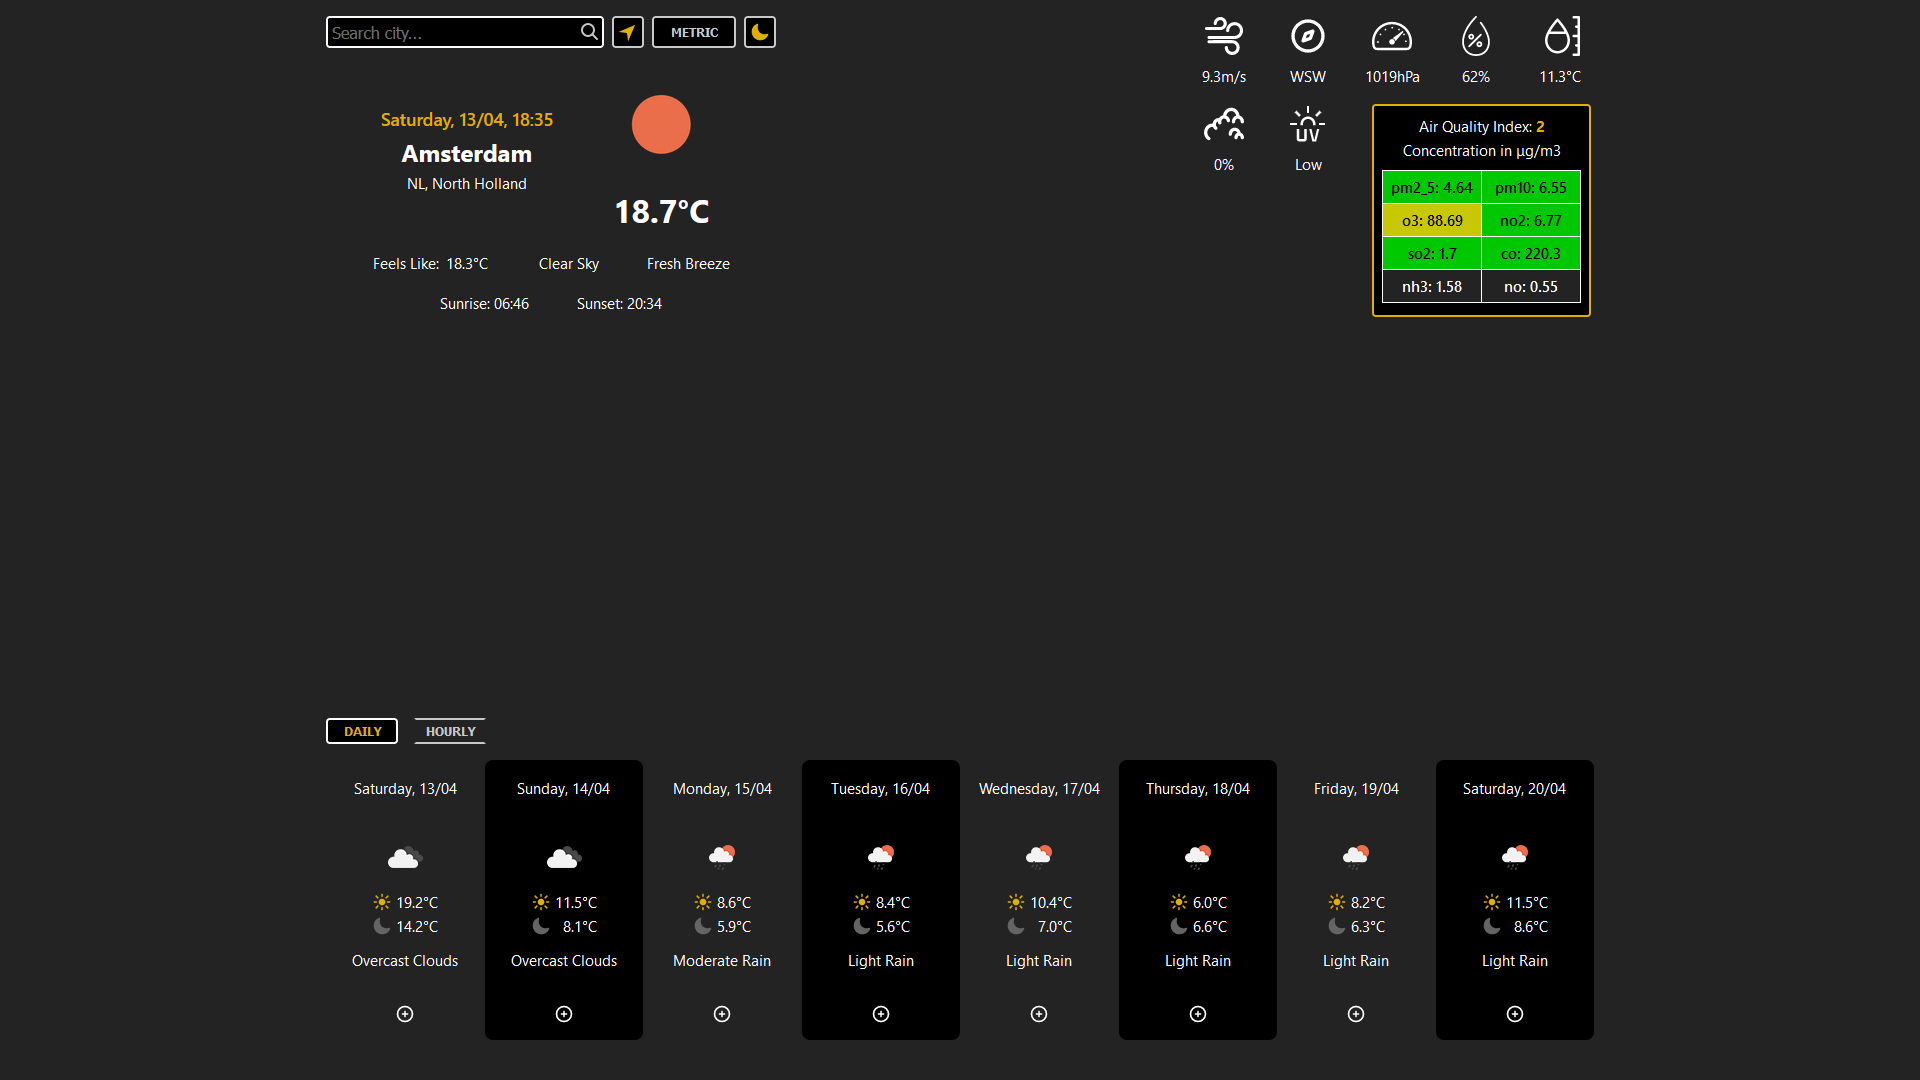 Search city...
METRIC
9.3m/s WSW 1019hPa 62% 11.3°C
0% Low
UV
Saturday, 13/04, 18:35
Amsterdam
NL, North Holland
18.7°C
Feels Like: 18.3°C Clear Sky Fresh Breeze
Sunrise: 06:46 Sunset: 20:34
Air Quality Index: 2
Concentration in µg/m3
pm2_5: 4.64 pm10: 6.55
o3: 88.69 no2: 6.77
so2: 1.7 co: 220.3
nh3: 1.58 no: 0.55
DAILY HOURLY
Saturday, 13/04 Sunday, 14/04 Monday, 15/04 Tuesday, 16/04 Wednesday, 17/04 Thursday, 18/04 Friday, 19/04 Saturday, 20/04
19.2°C 11.5°C 8.6°C 8.4°C 10.4°C 6.0°C 8.2°C 11.5°C
14.2°C 8.1°C 5.9°C 5.6°C 7.0°C 6.6°C 6.3°C 8.6°C
Overcast Clouds Overcast Clouds Moderate Rain Light Rain Light Rain Light Rain Light Rain Light Rain